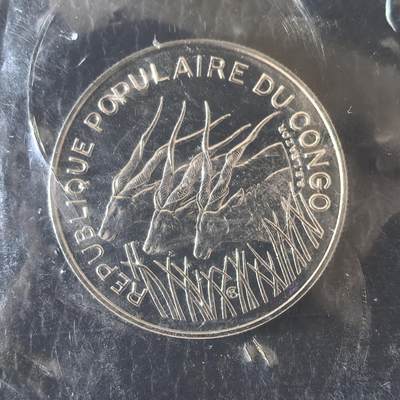 REPUBLIQUE POPULAIRE DU CONGO